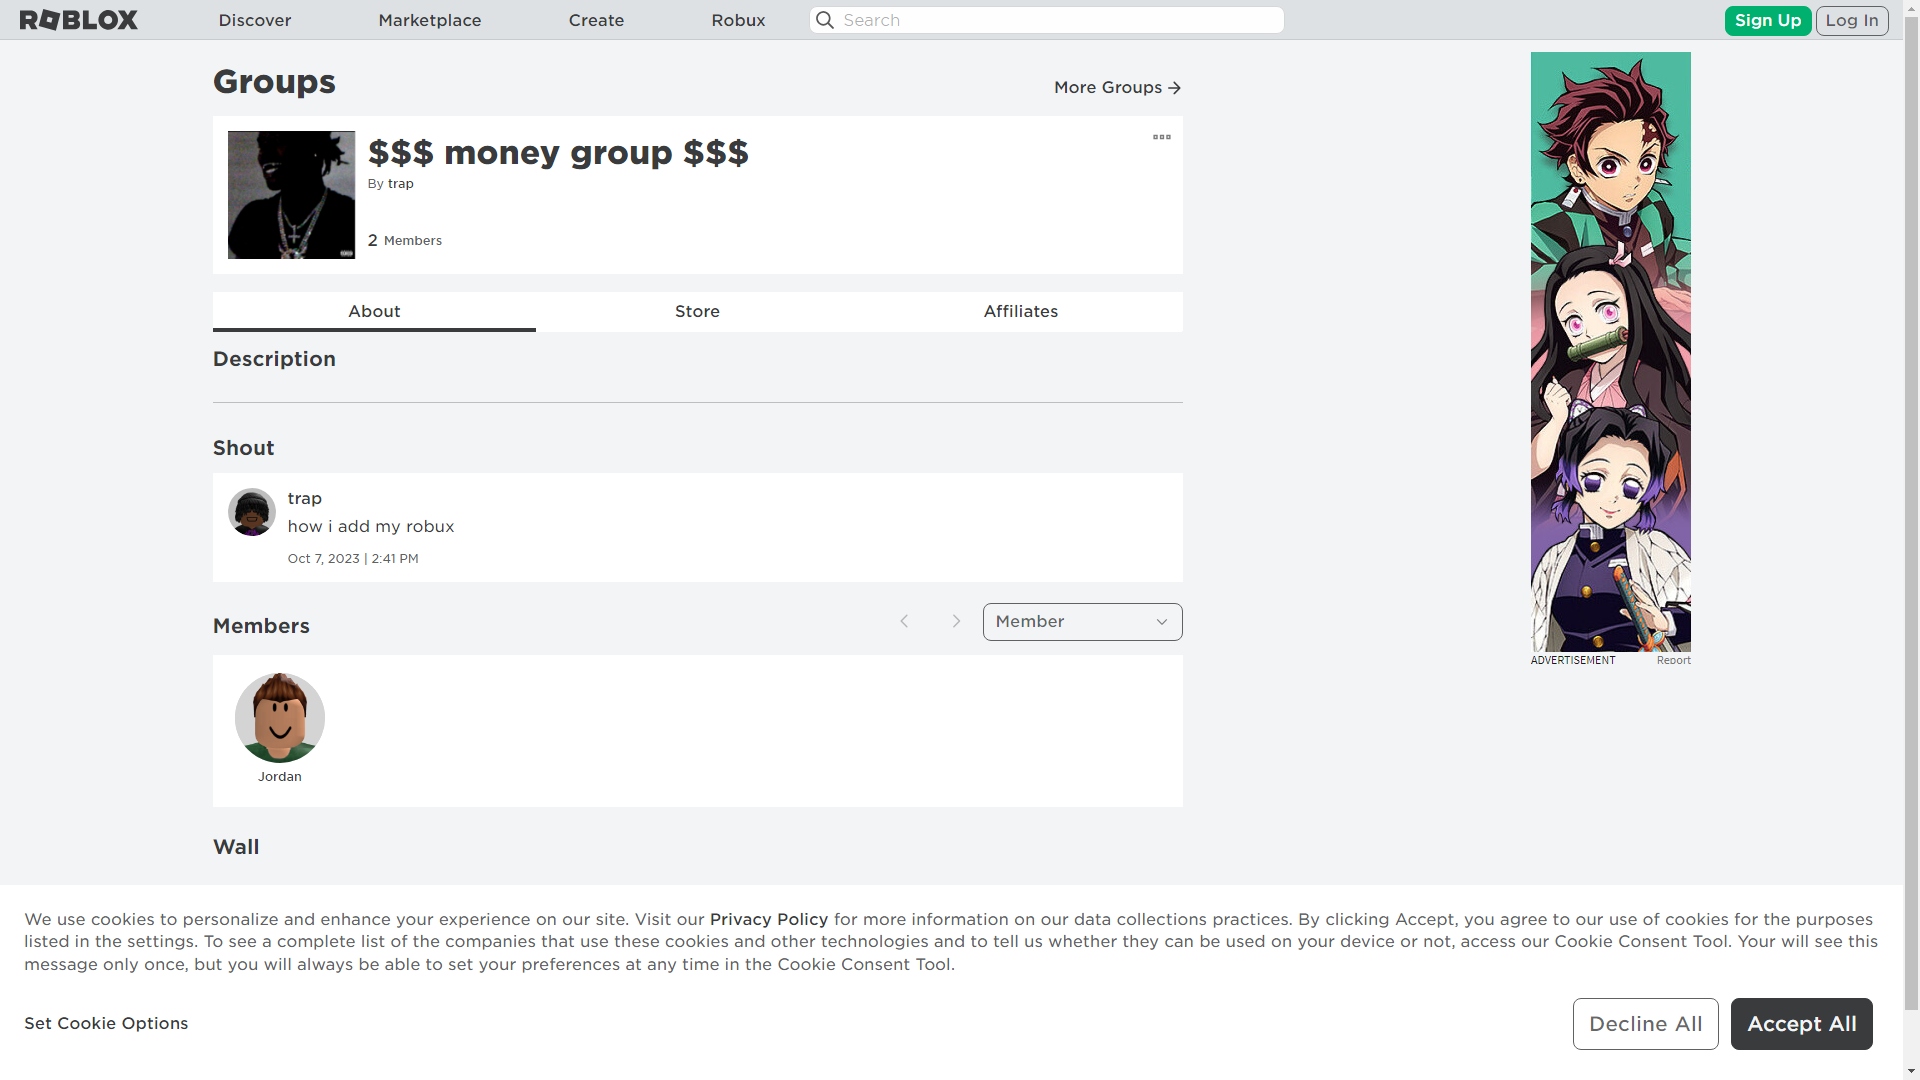 ROBLOX
Discover
Marketplace
Create
Robux
Search
Sign Up
Log In
Groups
More Groups
$$$ money group $$$
By trap
2 Members
About
Store
Affiliates
Description
Shout
trap
how i add my robux
Oct 7, 2023 | 2:41 PM
Members
Member
Jordan
Wall
ADVERTISEMENT
Report
We use cookies to personalize and enhance your experience on our site. Visit our Privacy Policy for more information on our data collections practices. By clicking Accept, you agree to our use of cookies for the purposes
listed in the settings. To see a complete list of the companies that use these cookies and other technologies and to tell us whether they can be used on your device or not, access our Cookie Consent Tool. Your will see this
message only once, but you will always be able to set your preferences at any time in the Cookie Consent Tool.
Set Cookie Options
Decline All
Accept All